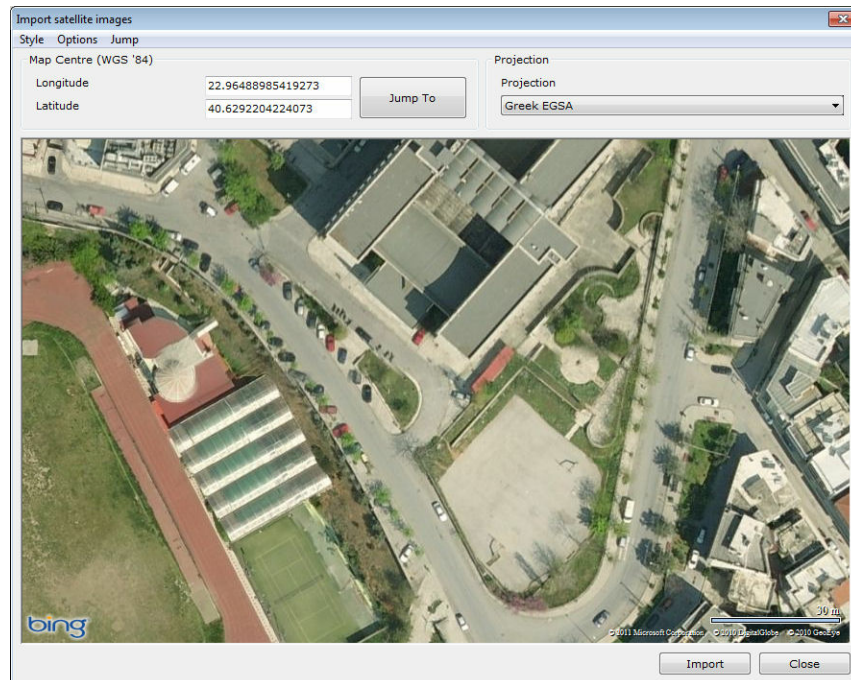 Import satellite images
Style Options Jump
Map Centre (WGS '84)
Longitude
22.96488985419273
Latitude
40.6292204224073
Jump To
Projection
Projection
Greek EGSA
bing
30 m
© 2011 Microsoft Corporation © 2010 DigitalGlobe © 2010 GeoEye
Import
Close